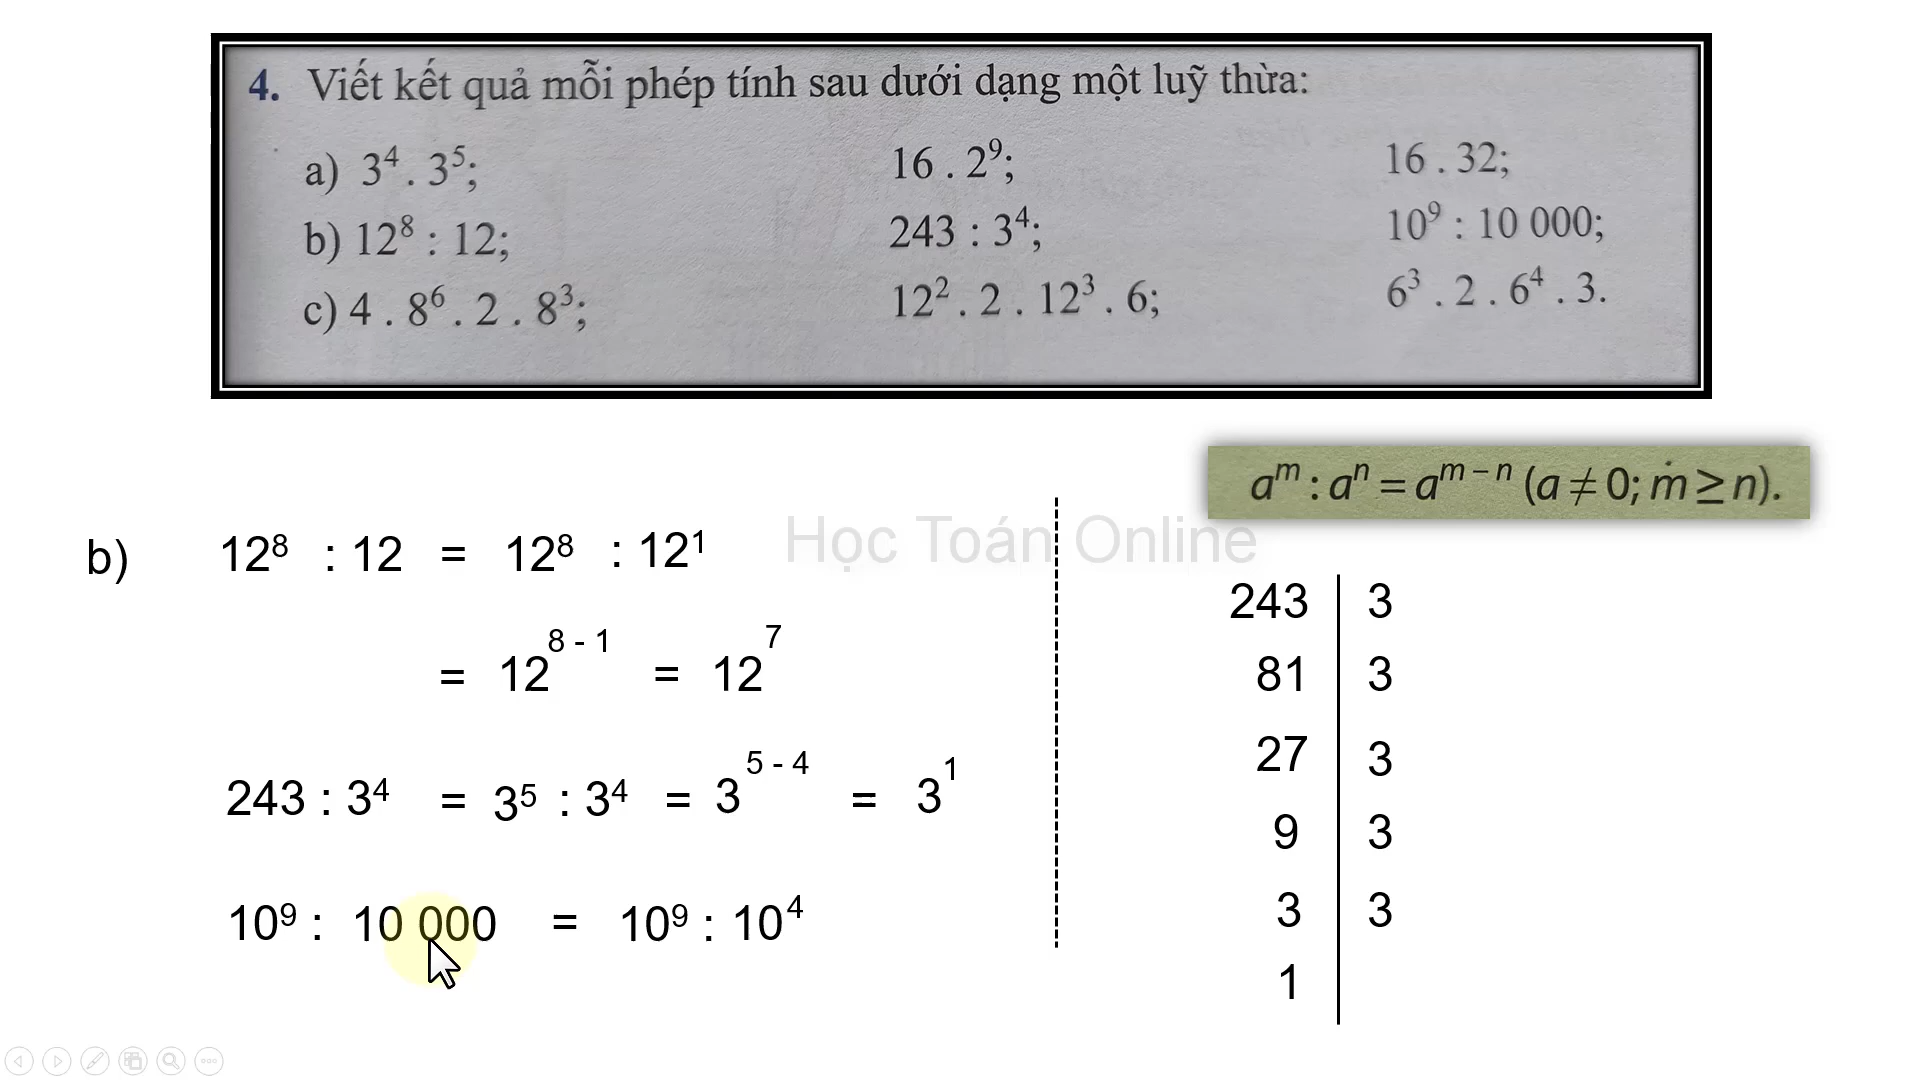 4. Viết kết quả mỗi phép tính sau dưới dạng một luỹ thừa:
a) 3⁴ . 3⁵; 16 . 2⁹; 16 . 32;
b) 12⁸ : 12; 243 : 3⁴; 10⁹ : 10 000;
c) 4 . 8⁶ . 2 . 8³; 12² . 2 . 12³ . 6; 6³ . 2 . 6⁴ . 3.
aᵐ : aⁿ = aᵐ⁻ⁿ (a ≠ 0; m ≥ n).
Học Toán Online
b) 12⁸ : 12 = 12⁸ : 12¹
= 12⁸⁻¹ = 12⁷
243 : 3⁴ = 3⁵ : 3⁴ = 3⁵⁻⁴ = 3¹
10⁹ : 10 000 = 10⁹ : 10⁴
243 3
81 3
27 3
9 3
3 3
1